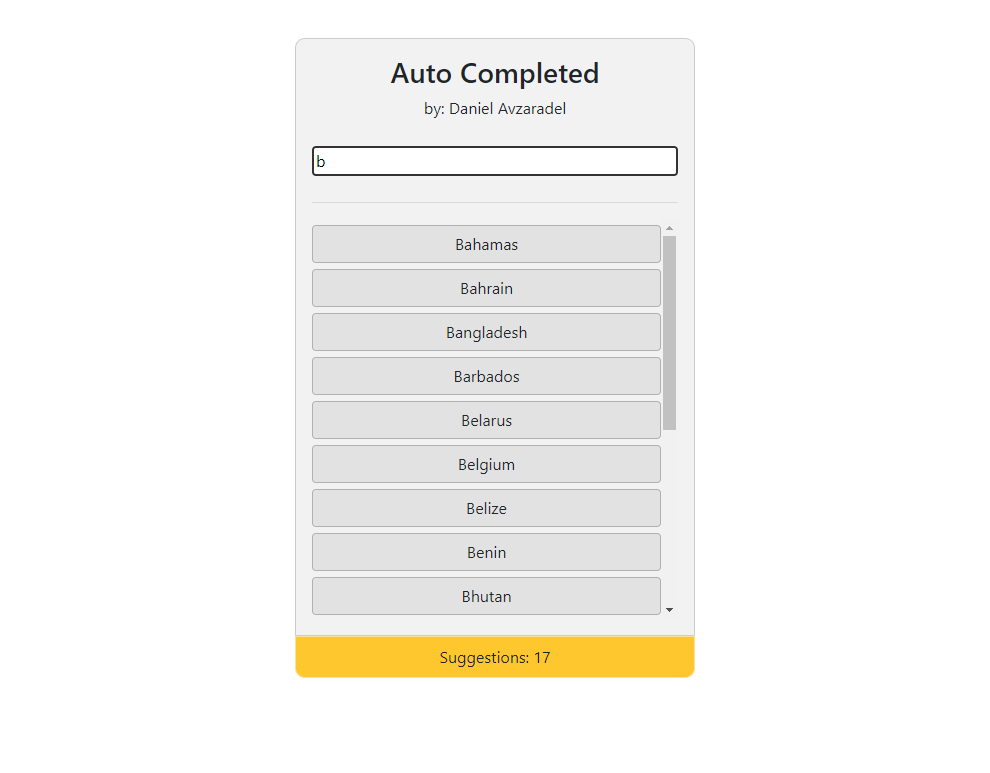 Auto Completed
by: Daniel Avzaradel
b
Bahamas
Bahrain
Bangladesh
Barbados
Belarus
Belgium
Belize
Benin
Bhutan
Suggestions: 17